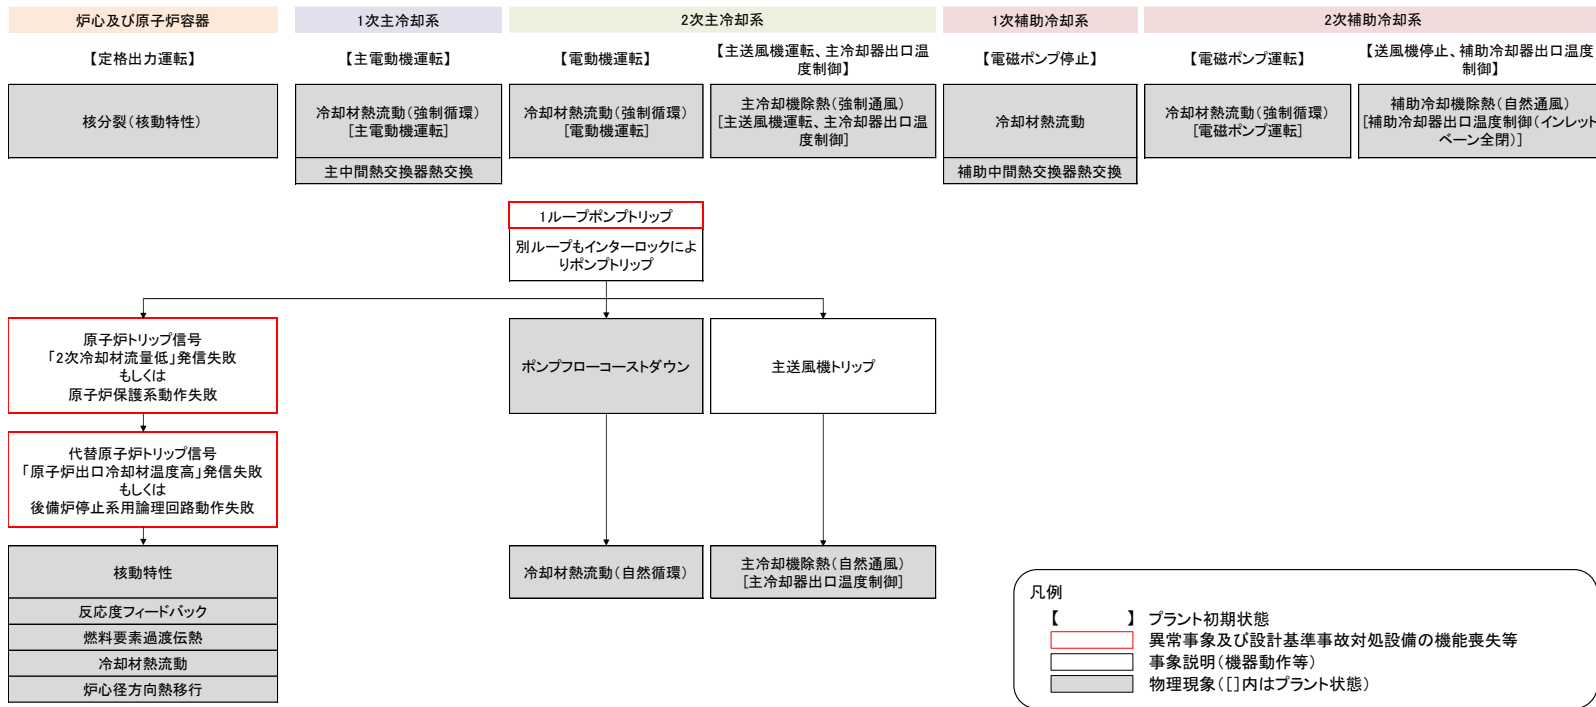 炉心及び原子炉容器
1次主冷却系
2次主冷却系
1次補助冷却系
2次補助冷却系
【定格出力運転】
【主電動機運転】
【電動機運転】
【主送風機運転、主冷却器出口温
度制御】
【電磁ポンプ停止】
【電磁ポンプ運転】
【送風機停止、補助冷却器出口温度
制御】
核分裂(核動特性)
冷却材熱流動(強制循環)
[主電動機運転]
主中間熱交換器熱交換
冷却材熱流動(強制循環)
[電動機運転]
主冷却機除熱(強制通風)
[主送風機運転、主冷却器出口温
度制御]
冷却材熱流動
補助中間熱交換器熱交換
冷却材熱流動(強制循環)
[電磁ポンプ運転]
補助冷却機除熱(自然通風)
[補助冷却器出口温度制御(インレット
ベーン全閉)]
1ループポンプトリップ
別ループもインターロックによ
りポンプトリップ
原子炉トリップ信号
「2次冷却材流量低」発信失敗
もしくは
原子炉保護系動作失敗
ポンプフローコーストダウン
主送風機トリップ
代替原子炉トリップ信号
「原子炉出口冷却材温度高」発信失敗
もしくは
後備炉停止系用論理回路動作失敗
核動特性
反応度フィードバック
燃料要素過渡伝熱
冷却材熱流動
炉心径方向熱移行
冷却材熱流動(自然循環)
主冷却機除熱(自然通風)
[主冷却器出口温度制御]
凡例
【 】 プラント初期状態
異常事象及び設計基準事故対処設備の機能喪失等
事象説明(機器動作等)
物理現象([]内はプラント状態)